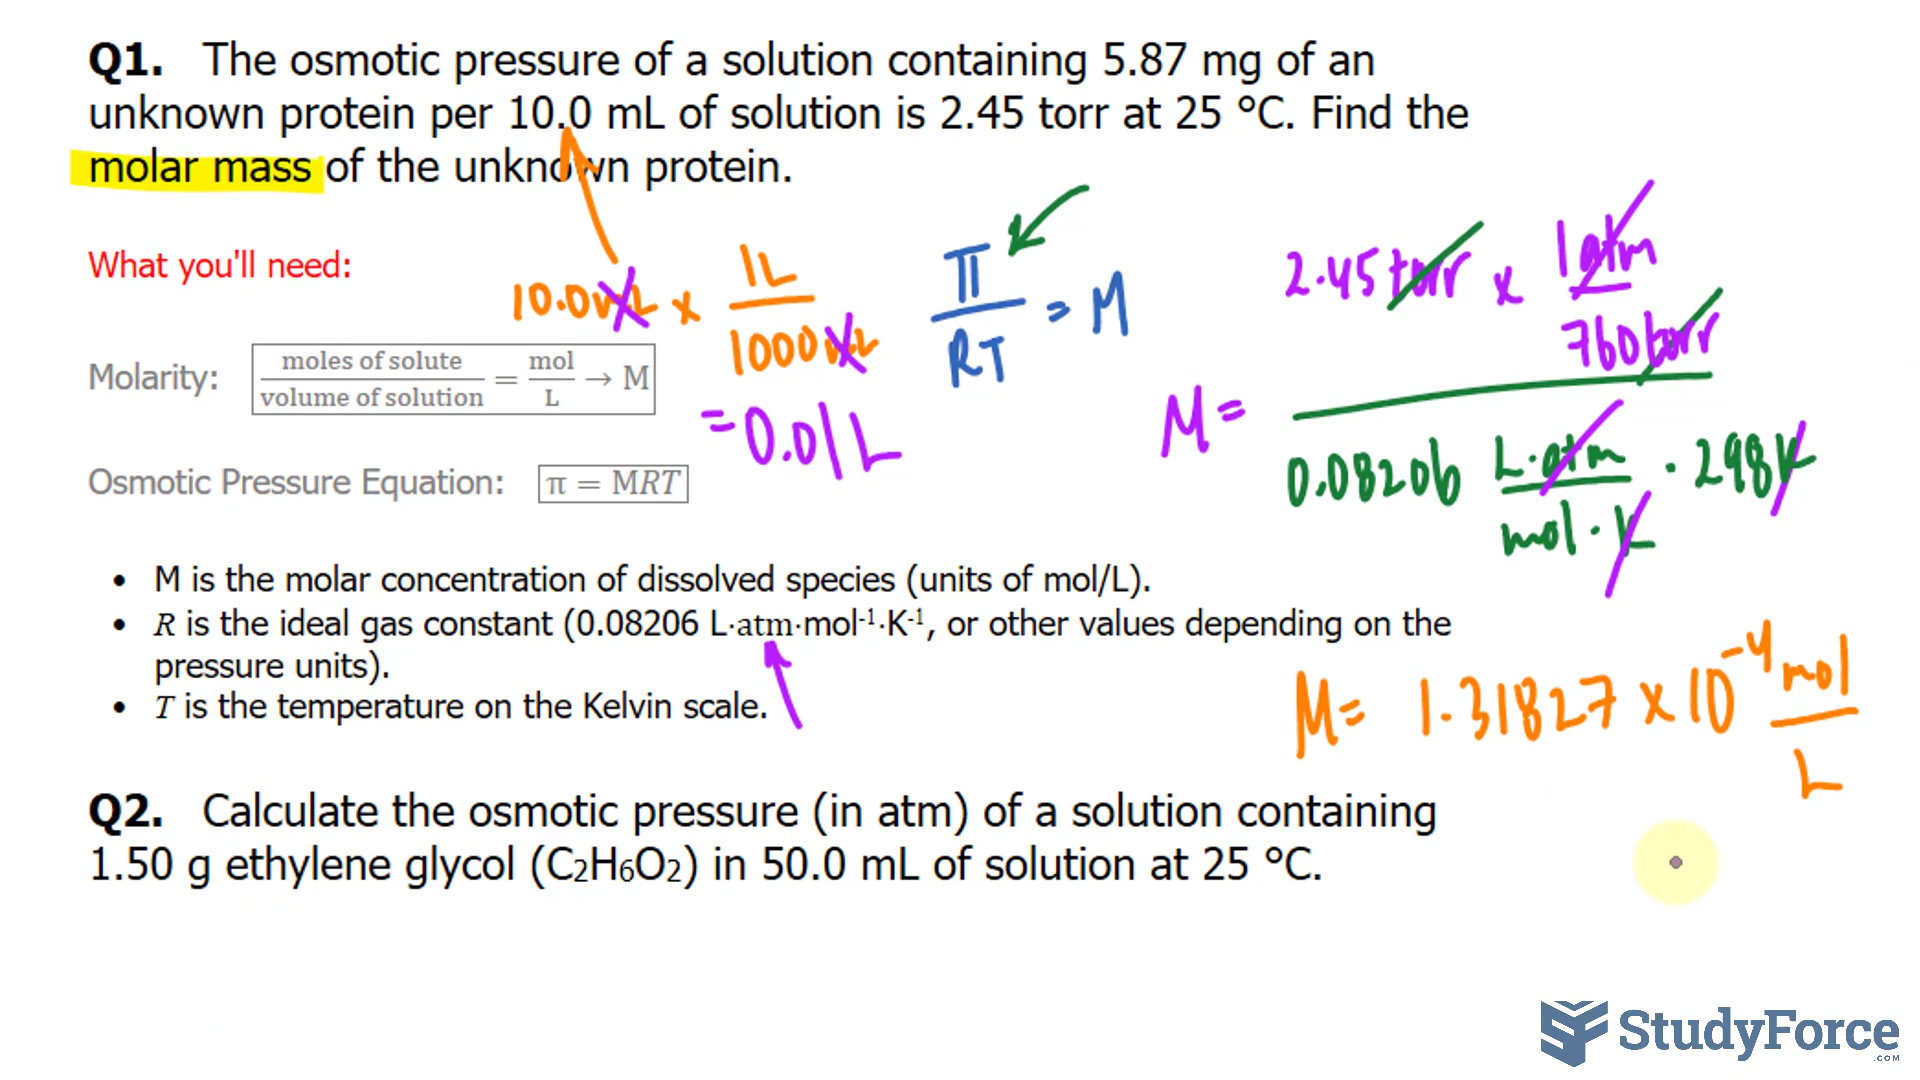 Q1. The osmotic pressure of a solution containing 5.87 mg of an
unknown protein per 10.0 mL of solution is 2.45 torr at 25 °C. Find the
molar mass of the unknown protein.
What you'll need:
10.0 mL x 1L / 1000 mL
= 0.01 L
π / RT = M
M = 2.45 torr x 1 atm / 760 torr
0.08206 L·atm / mol·K · 298 K
Molarity: moles of solute / volume of solution = mol / L → M
Osmotic Pressure Equation: π = MRT
• M is the molar concentration of dissolved species (units of mol/L).
• R is the ideal gas constant (0.08206 L·atm·mol⁻¹·K⁻¹, or other values depending on the
pressure units).
• T is the temperature on the Kelvin scale.
M = 1.31827 x 10⁻⁴ mol / L
Q2. Calculate the osmotic pressure (in atm) of a solution containing
1.50 g ethylene glycol (C₂H₆O₂) in 50.0 mL of solution at 25 °C.
StudyForce
.COM